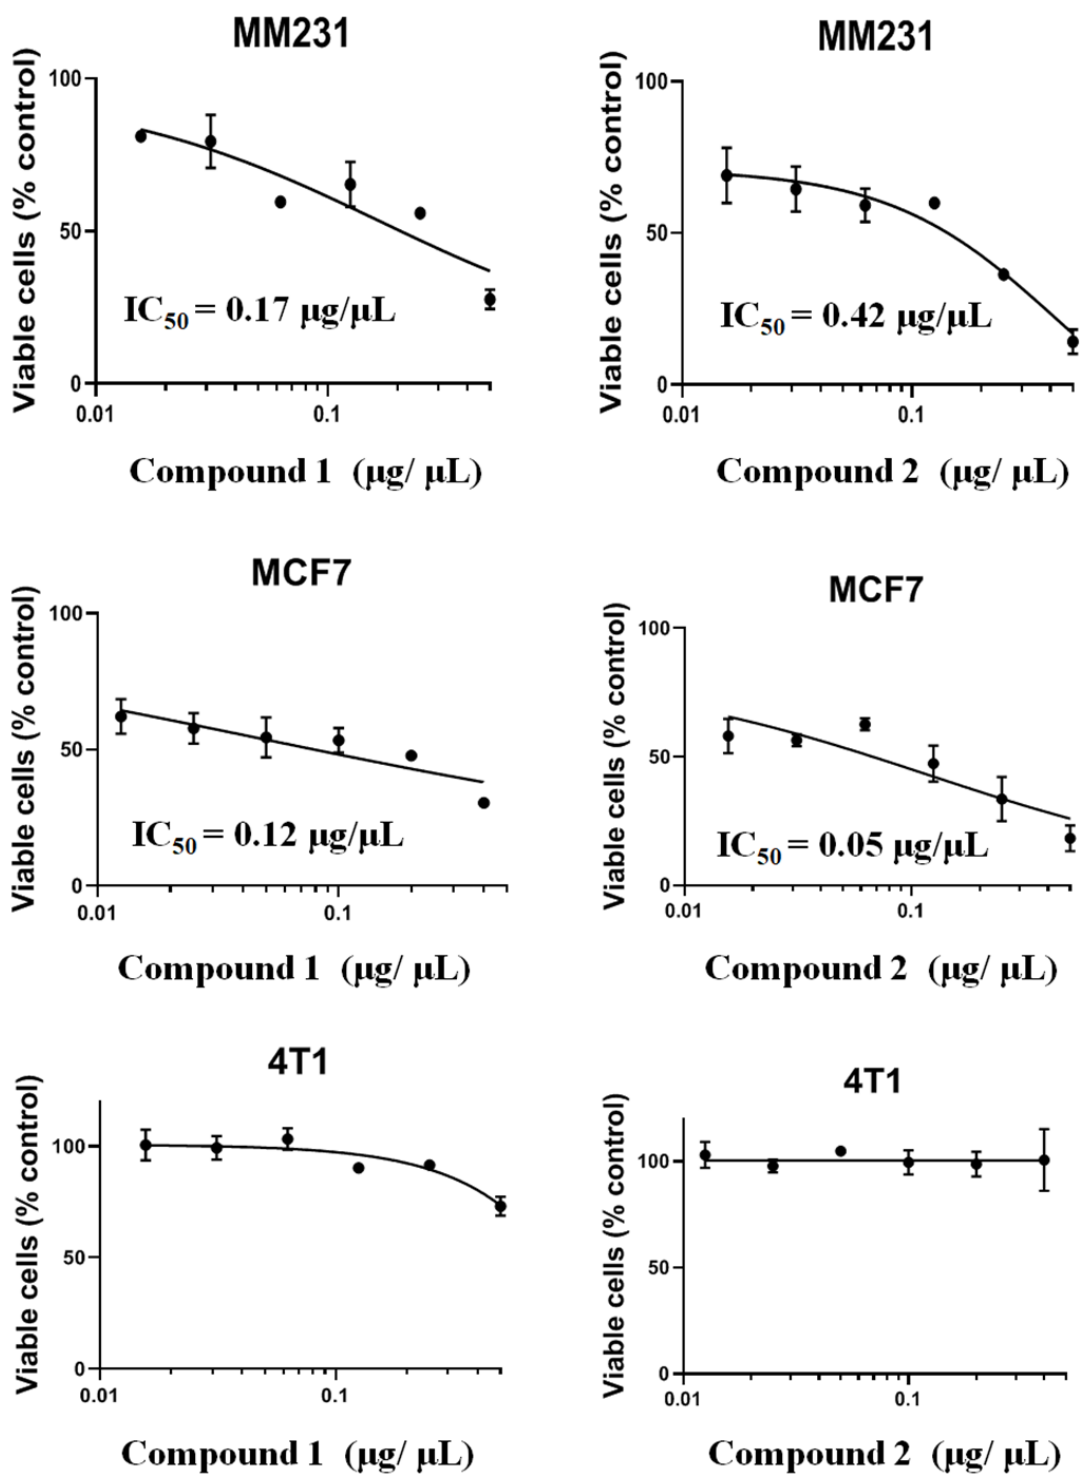 MM231
Viable cells (% control)
100
50
0
IC50 = 0.17 µg/µL
0.01 0.1
Compound 1 (µg/ µL)
MM231
Viable cells (% control)
100
50
0
IC50 = 0.42 µg/µL
0.01 0.1
Compound 2 (µg/ µL)
MCF7
Viable cells (% control)
100
50
0
IC50 = 0.12 µg/µL
0.01 0.1
Compound 1 (µg/ µL)
MCF7
Viable cells (% control)
100
50
0
IC50 = 0.05 µg/µL
0.01 0.1
Compound 2 (µg/ µL)
4T1
Viable cells (% control)
100
50
0
0.01 0.1
Compound 1 (µg/ µL)
4T1
Viable cells (% control)
100
50
0
0.01 0.1
Compound 2 (µg/ µL)